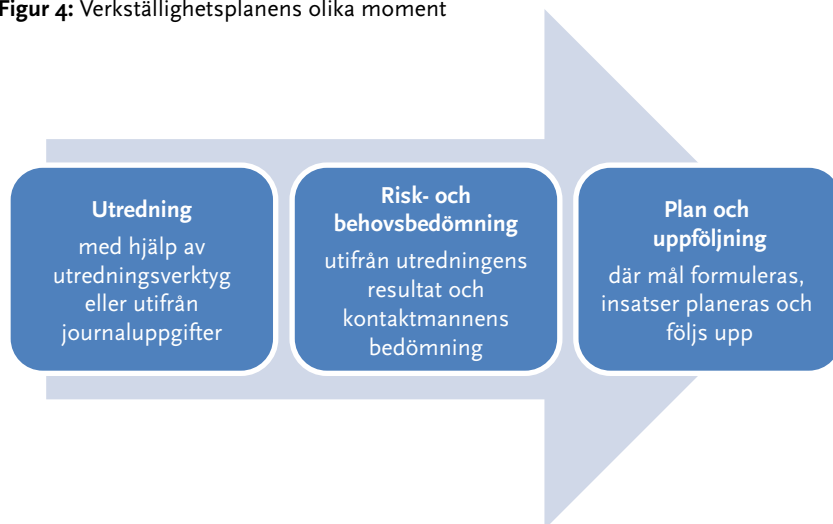 Figur 4: Verkställighetsplanens olika moment
Utredning
med hjälp av
utredningsverktyg
eller utifrån
journaluppgifter
Risk- och
behovsbedömning
utifrån utredningens
resultat och
kontaktmannens
bedömning
Plan och
uppföljning
där mål formuleras,
insatser planeras och
följs upp